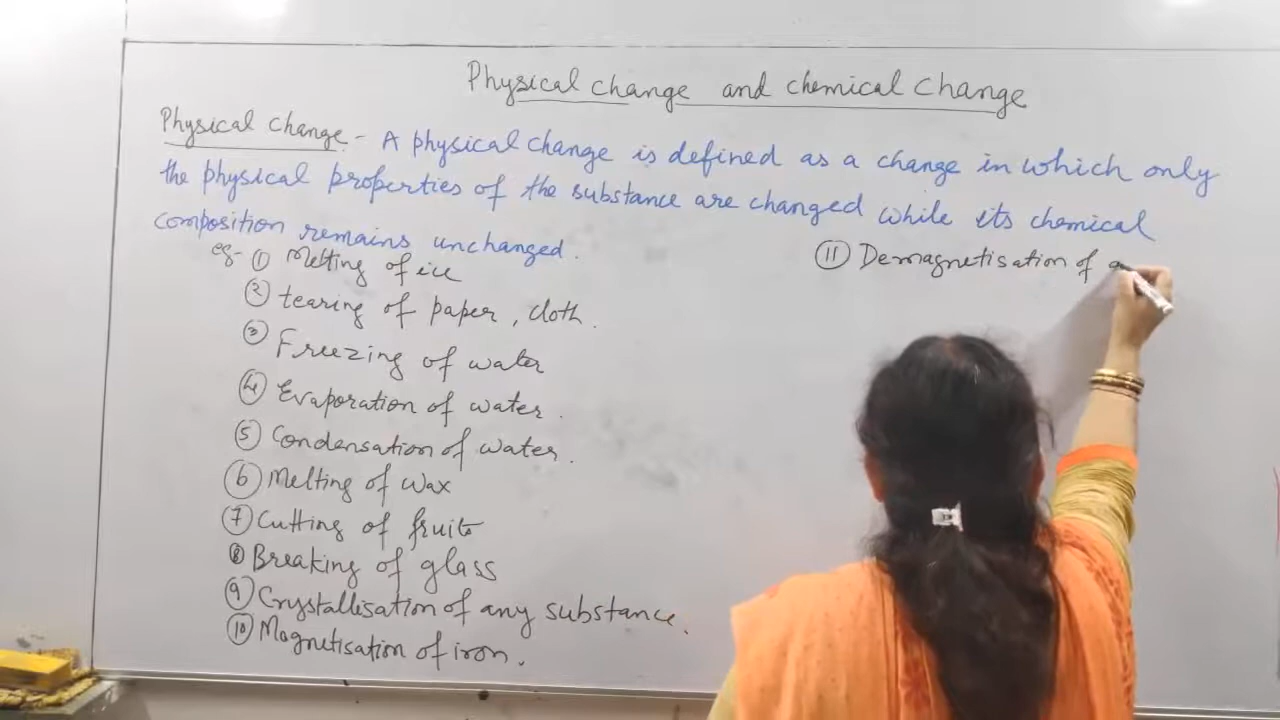 Physical change and chemical change
Physical change - A physical change is defined as a change in which only
the physical properties of the substance are changed while its chemical
composition remains unchanged.
eg- ① Melting of ice
② tearing of paper, cloth.
③ Freezing of water
④ Evaporation of water.
⑤ Condensation of water.
⑥ Melting of wax
⑦ Cutting of fruits
⑧ Breaking of glass
⑨ Crystallisation of any substance.
⑩ Magnetisation of iron.
⑪ Demagnetisation of